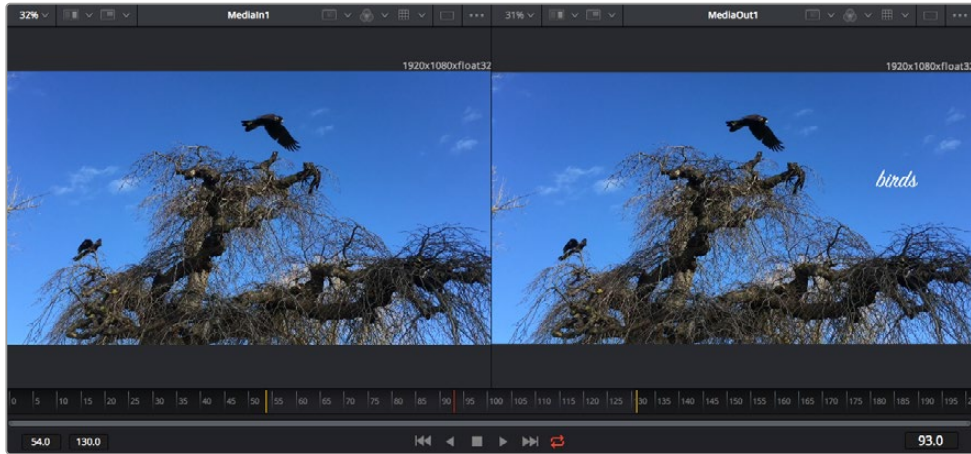 32% MediaIn1 31% MediaOut1
1920x1080xfloat32 1920x1080xfloat32
birds
0 5 10 15 20 25 30 35 40 45 50 55 60 65 70 75 80 85 90 95 100 105 110 115 120 125 130 135 140 145 150 155 160 165 170 175 180 185 190 195
54.0 130.0 93.0